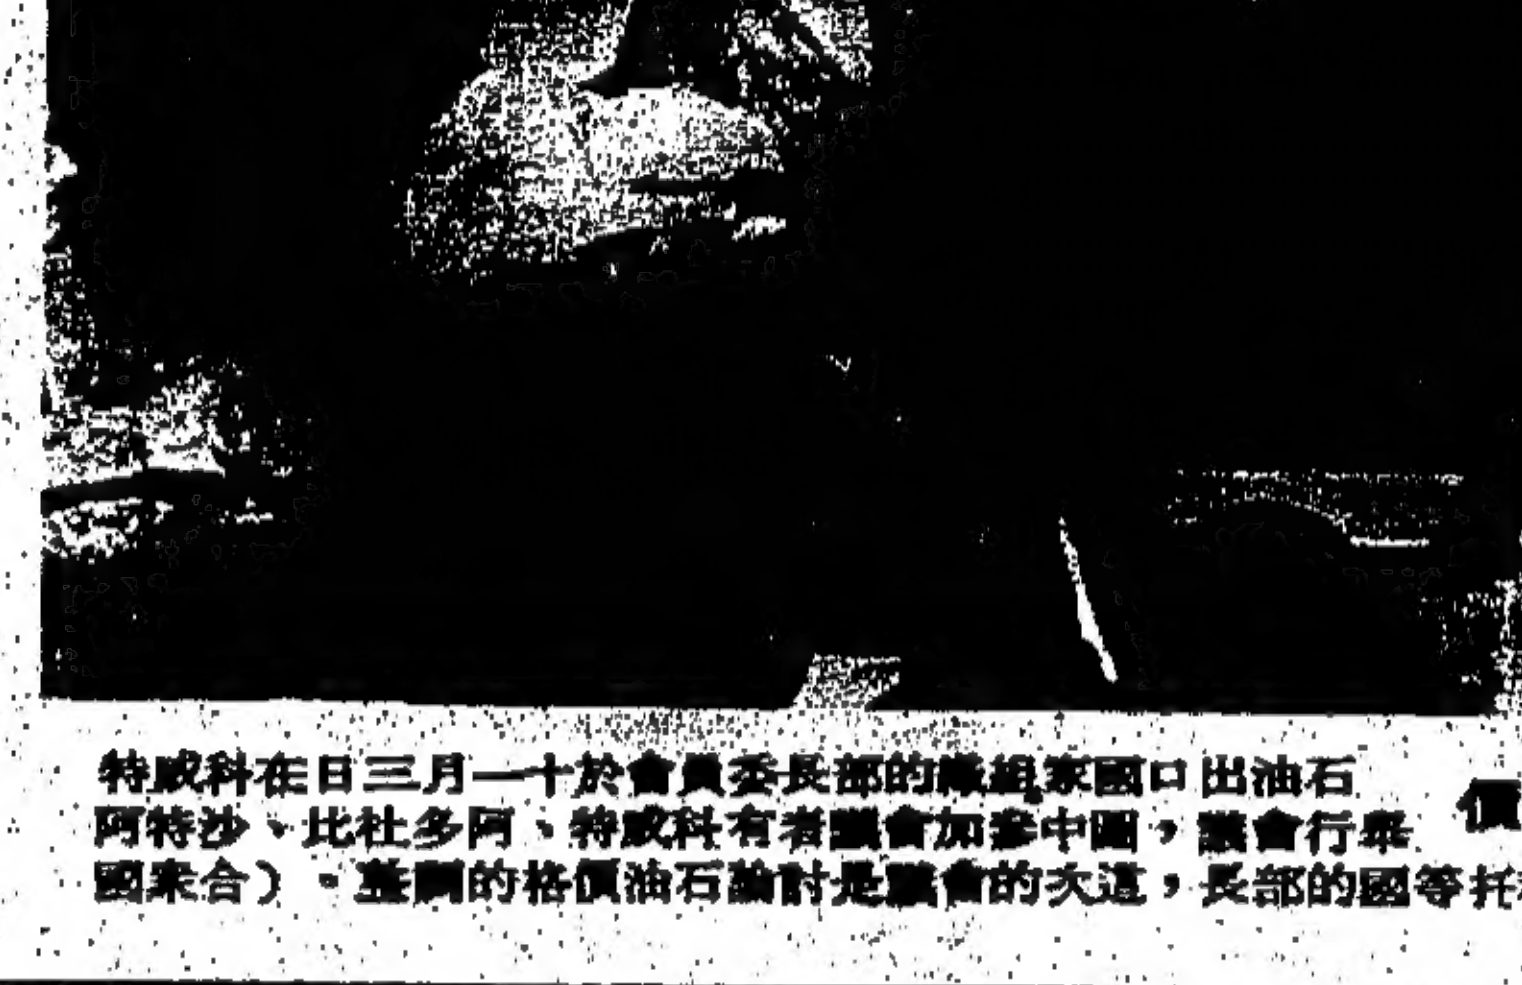 石油出口國家組織的部長委員會於十一月三日在科威特
舉行會議，圖中參加會議者有科威特、阿多杜比、沙特阿
托等國的部長，這次的會議是討論石油價格的調整。（合眾國
價